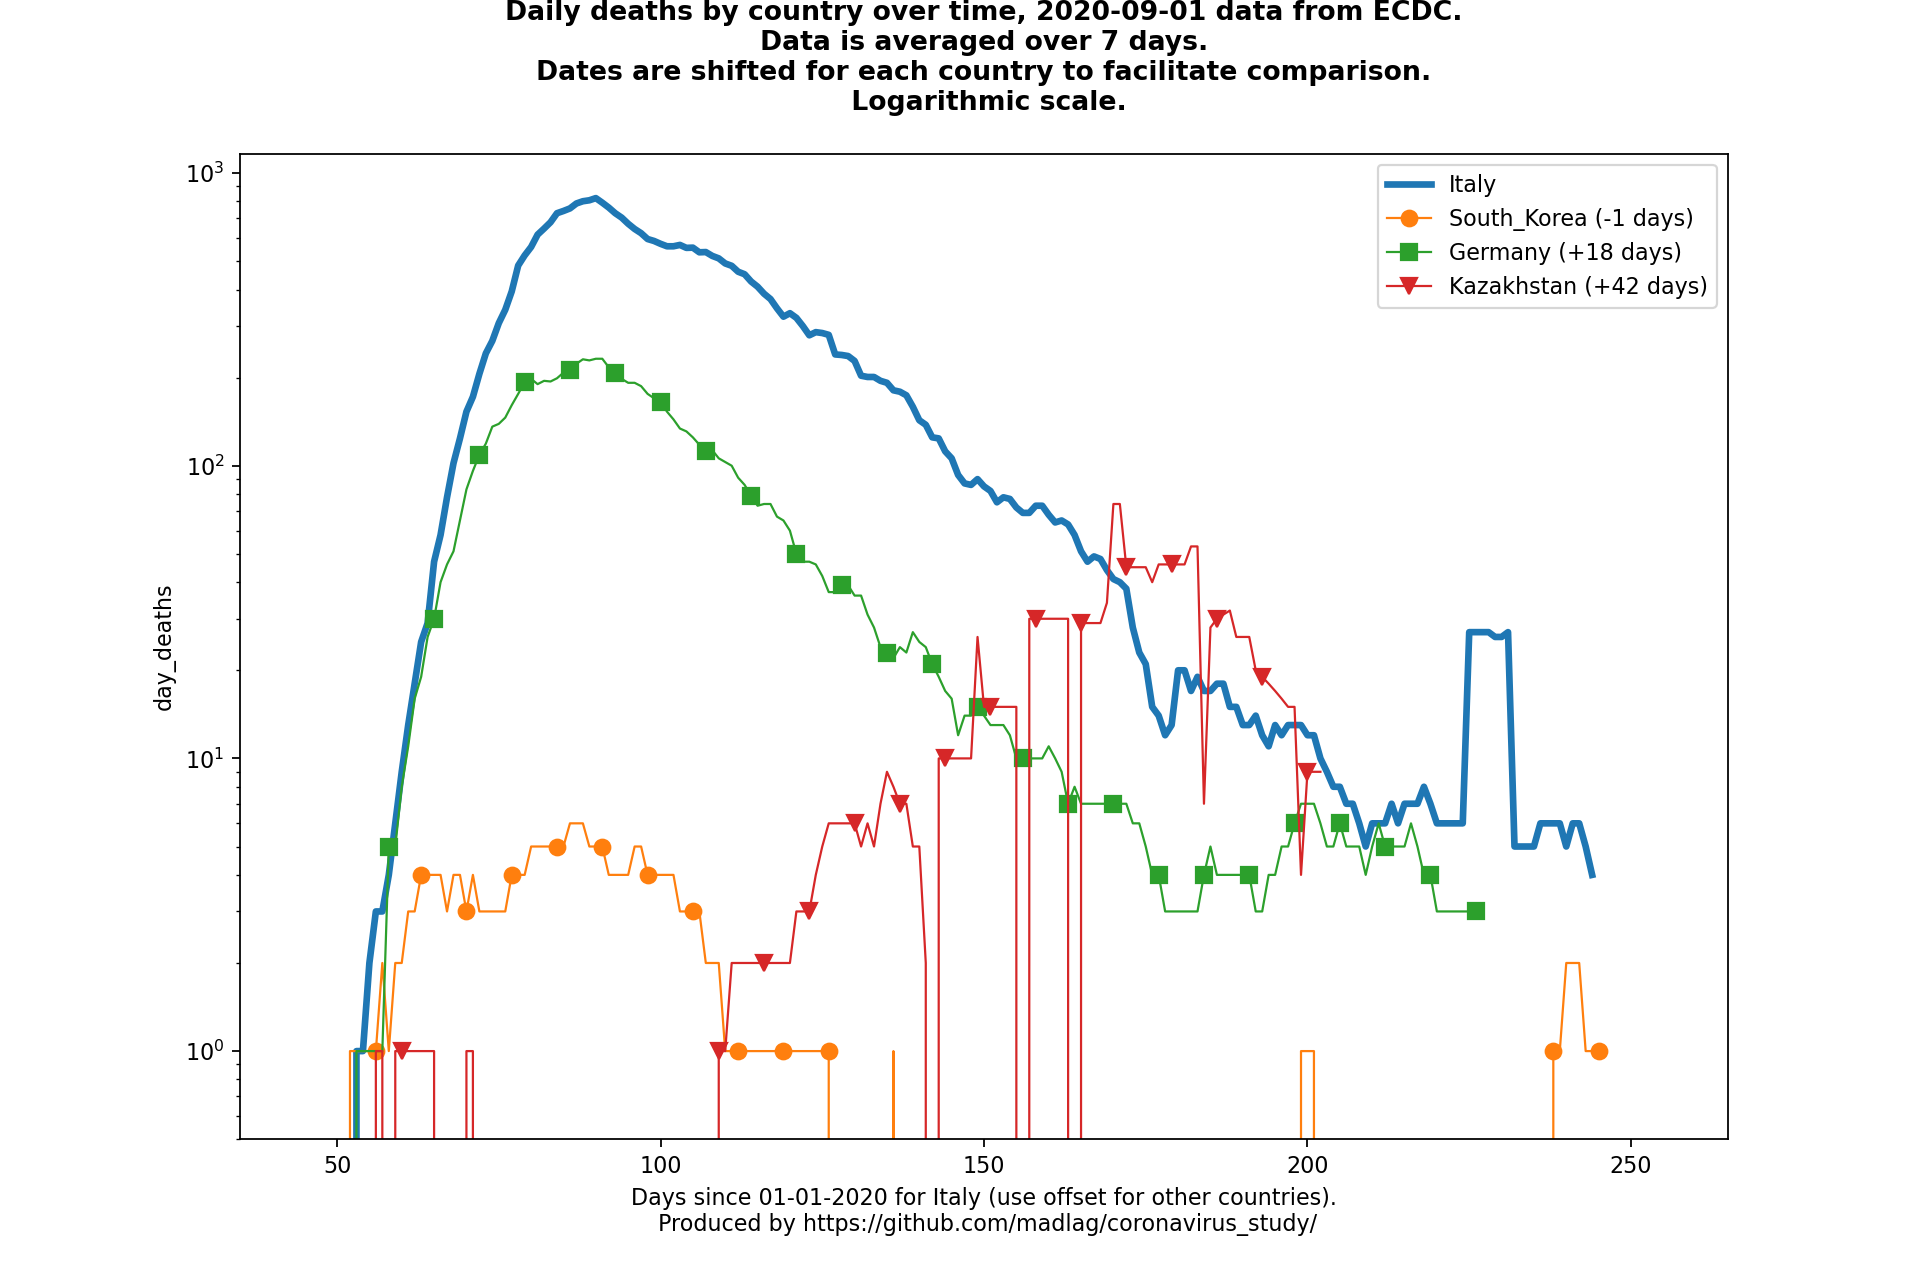 Daily deaths by country over time, 2020-09-01 data from ECDC.
Data is averaged over 7 days.
Dates are shifted for each country to facilitate comparison.
Logarithmic scale.
10³
10²
10¹
10⁰
day_deaths
Italy
South_Korea (-1 days)
Germany (+18 days)
Kazakhstan (+42 days)
50
100
150
200
250
Days since 01-01-2020 for Italy (use offset for other countries).
Produced by https://github.com/madlag/coronavirus_study/